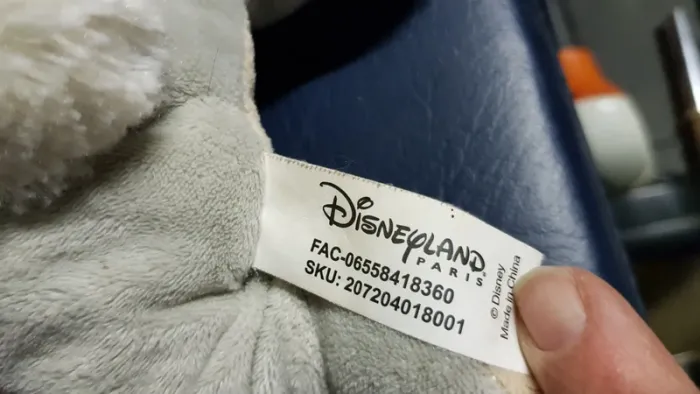 Disneyland
PARIS
FAC-06558418360
SKU: 207204018001
© Disney
Made in China